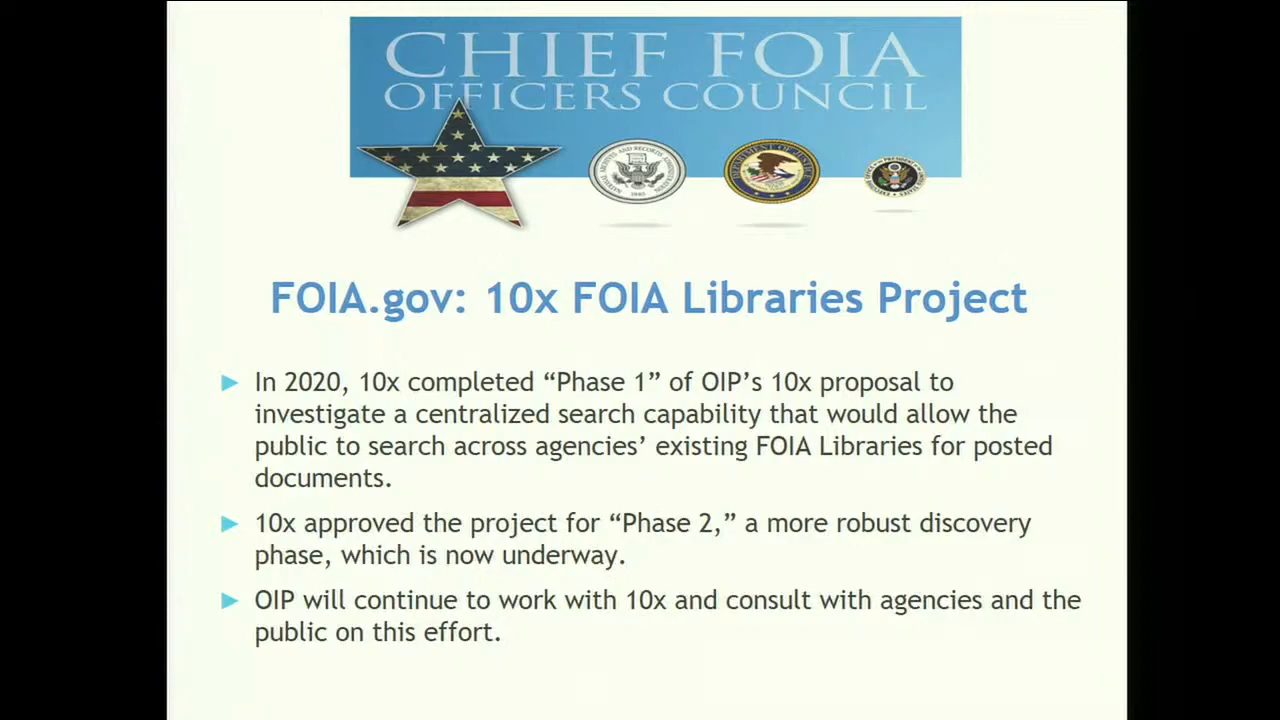 CHIEF FOIA
OFFICERS COUNCIL
FOIA.gov: 10x FOIA Libraries Project
In 2020, 10x completed “Phase 1” of OIP’s 10x proposal to
investigate a centralized search capability that would allow the
public to search across agencies’ existing FOIA Libraries for posted
documents.
10x approved the project for “Phase 2,” a more robust discovery
phase, which is now underway.
OIP will continue to work with 10x and consult with agencies and the
public on this effort.